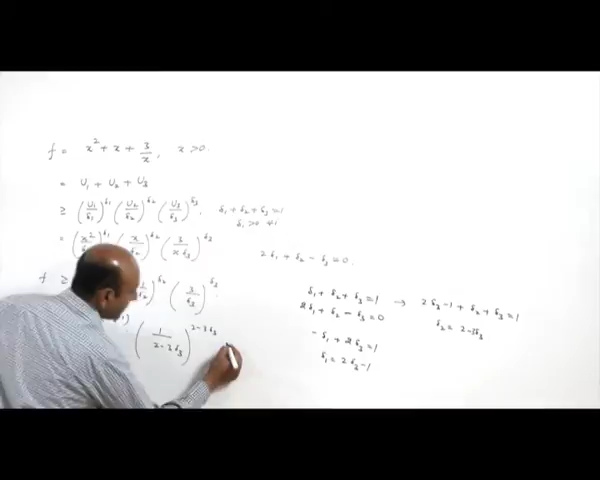 f = x² + x + 3/x, x > 0.
= U₁ + U₂ + U₃
≥ (U₁/δ₁)^δ₁ (U₂/δ₂)^δ₂ (U₃/δ₃)^δ₃. δ₁ + δ₂ + δ₃ = 1
δᵢ > 0 ∀i
= (x²/δ₁)^δ₁ (x/δ₂)^δ₂ (3/xδ₃)^δ₃
2δ₁ + δ₂ - δ₃ = 0.
f ≥ /δ₂)^δ₂ (3/δ₃)^δ₃.
(1/2-3δ₃)^2-3δ₃
δ₁ + δ₂ + δ₃ = 1 → 2δ₃-1 + δ₂ + δ₃ = 1
2δ₁ + δ₂ - δ₃ = 0 δ₂ = 2-3δ₃
-δ₁ + 2δ₃ = 1
δ₁ = 2δ₃-1